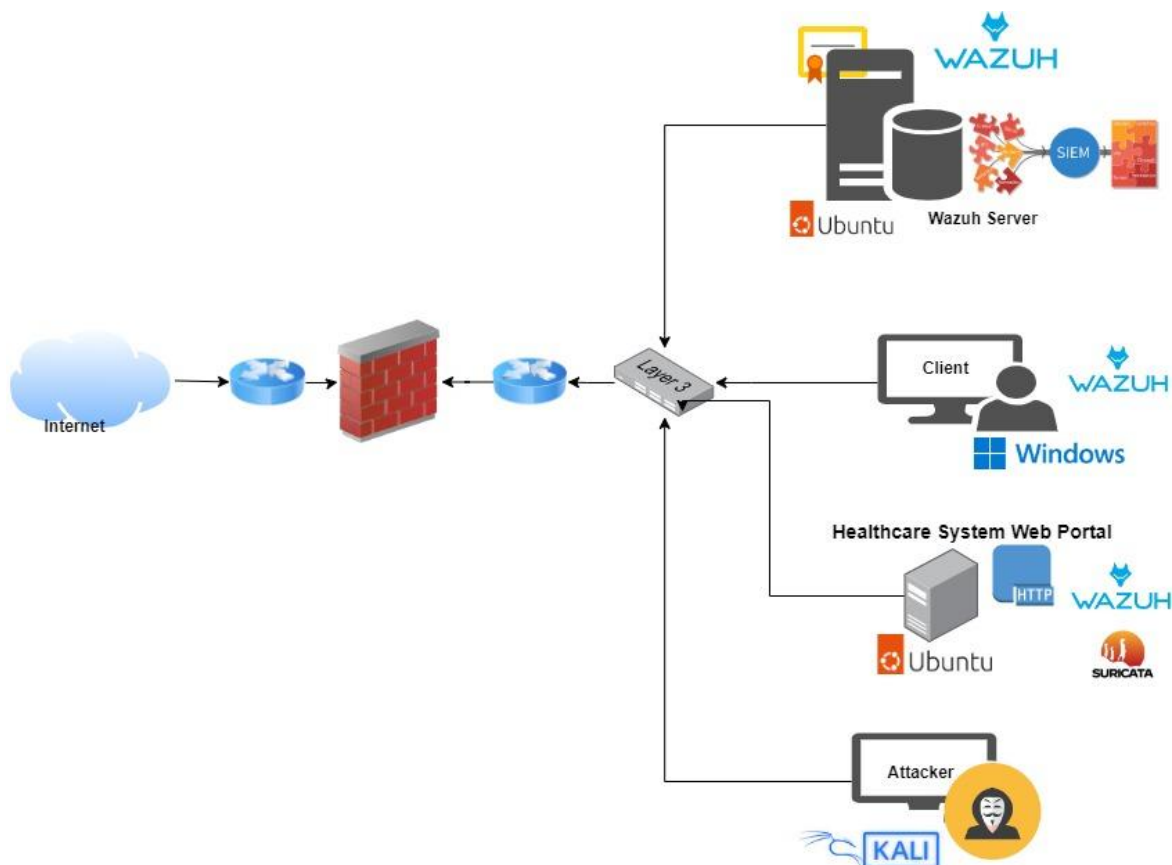 WAZUH
SIEM
Ubuntu
Wazuh Server
Internet
Layer 3
Client
WAZUH
Windows
Healthcare System Web Portal
HTTP
WAZUH
Ubuntu
SURICATA
Attacker
KALI